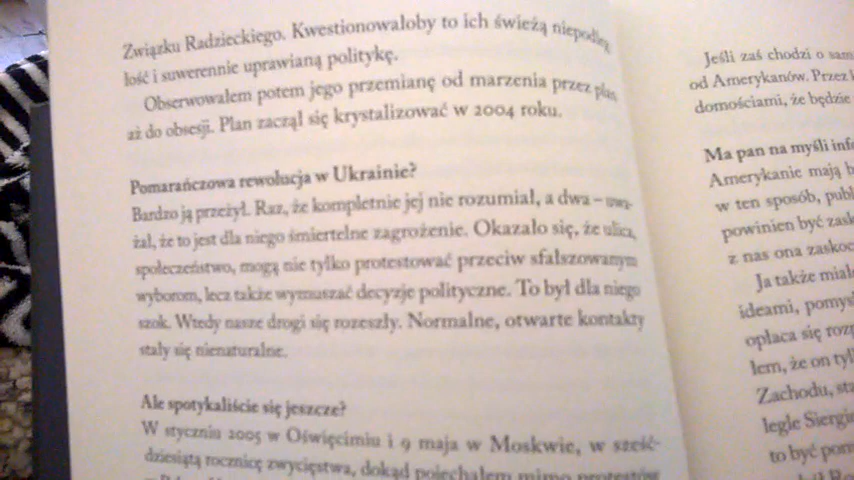 Związku Radzieckiego. Kwestionowałoby to ich świeżą niepodleg
łość i suwerennie uprawianą politykę.
Obserwowałem potem jego przemianę od marzenia przez plan
aż do obsesji. Plan zaczął się krystalizować w 2004 roku.
Pomarańczowa rewolucja w Ukrainie?
Bardzo ją przeżył. Raz, że kompletnie jej nie rozumiał, a dwa – uwa-
żał, że to jest dla niego śmiertelne zagrożenie. Okazało się, że ulica,
społeczeństwo, mogą nie tylko protestować przeciw sfałszowanym
wyborom, lecz także wymuszać decyzje polityczne. To był dla niego
szok. Wtedy nasze drogi się rozeszły. Normalne, otwarte kontakty
stały się nienaturalne.
Ale spotykaliście się jeszcze?
W styczniu 2005 w Oświęcimiu i 9 maja w Moskwie, w sześć-
dziesiątą rocznicę zwycięstwa, dokąd pojechałem mimo protestów
Jeśli zaś chodzi o sam
od Amerykanów. Przez
domościami, że będzie
Ma pan na myśli inf
Amerykanie mają b
w ten sposób, publ
powinien być zask
z nas ona zaskoc
Ja także miał
ideami, pomys
opłaca się rozp
łem, że on tyl
Zachodu, sta
legle Siergie
to być pom